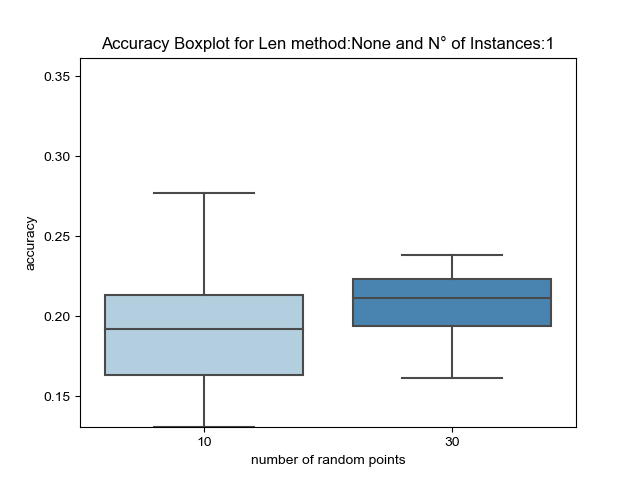 Accuracy Boxplot for Len method:None and N° of Instances:1
0.35
0.30
0.25
0.20
0.15
accuracy
10 30
number of random points